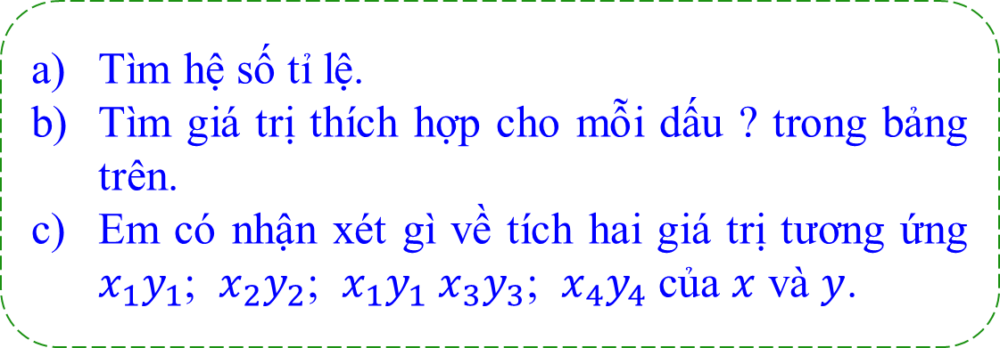 a) Tìm hệ số tỉ lệ.
b) Tìm giá trị thích hợp cho mỗi dấu ? trong bảng
trên.
c) Em có nhận xét gì về tích hai giá trị tương ứng
𝑥₁𝑦₁; 𝑥₂𝑦₂; 𝑥₁𝑦₁ 𝑥₃𝑦₃; 𝑥₄𝑦₄ của 𝑥 và 𝑦.